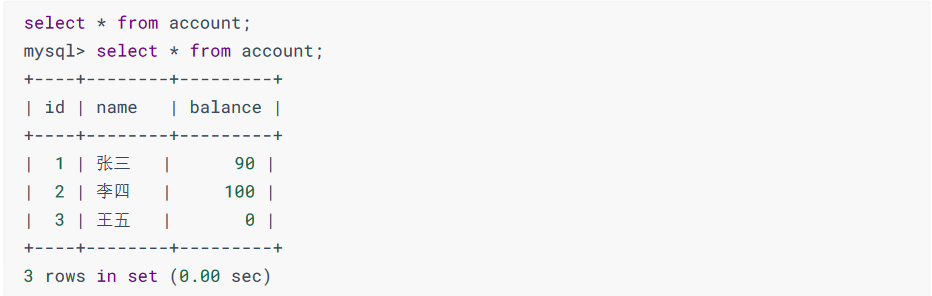 select * from account;
mysql> select * from account;
+----+--------+---------+
| id | name   | balance |
+----+--------+---------+
|  1 | 张三   |      90 |
|  2 | 李四   |     100 |
|  3 | 王五   |       0 |
+----+--------+---------+
3 rows in set (0.00 sec)